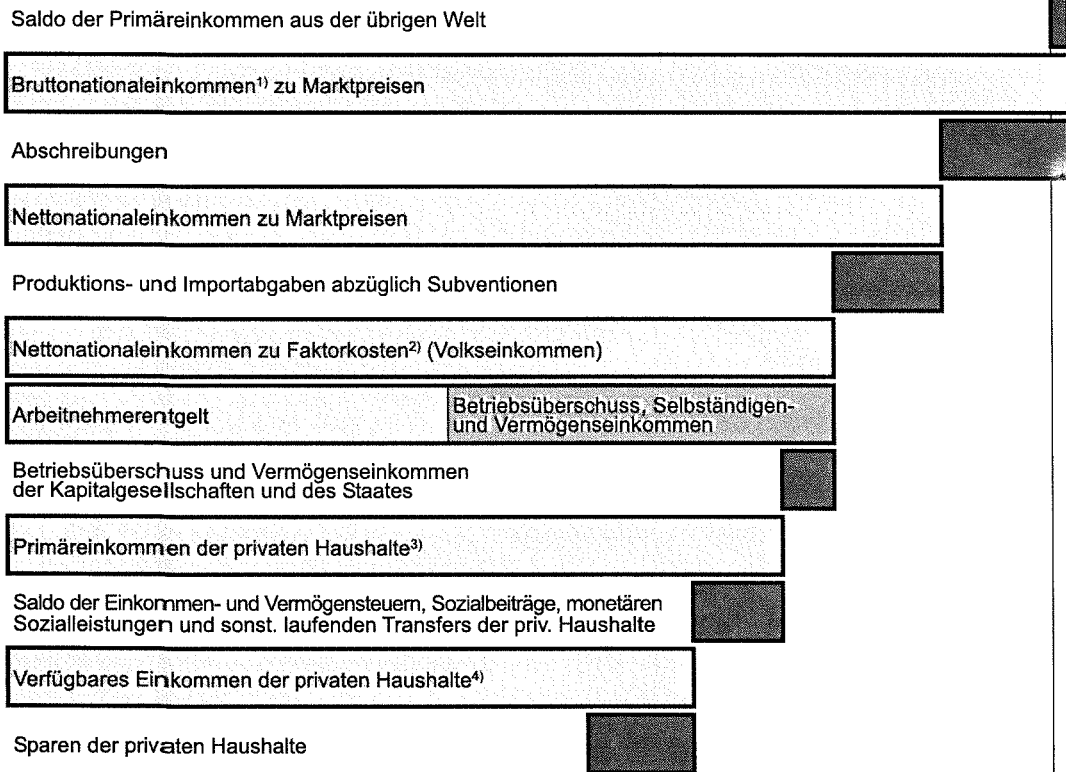 Saldo der Primäreinkommen aus der übrigen Welt
Bruttonationaleinkommen¹⁾ zu Marktpreisen
Abschreibungen
Nettonationaleinkommen zu Marktpreisen
Produktions- und Importabgaben abzüglich Subventionen
Nettonationaleinkommen zu Faktorkosten²⁾ (Volkseinkommen)
Arbeitnehmerentgelt
Betriebsüberschuss, Selbständigen-
und Vermögenseinkommen
Betriebsüberschuss und Vermögenseinkommen
der Kapitalgesellschaften und des Staates
Primäreinkommen der privaten Haushalte³⁾
Saldo der Einkommen- und Vermögensteuern, Sozialbeiträge, monetären
Sozialleistungen und sonst. laufenden Transfers der priv. Haushalte
Verfügbares Einkommen der privaten Haushalte⁴⁾
Sparen der privaten Haushalte